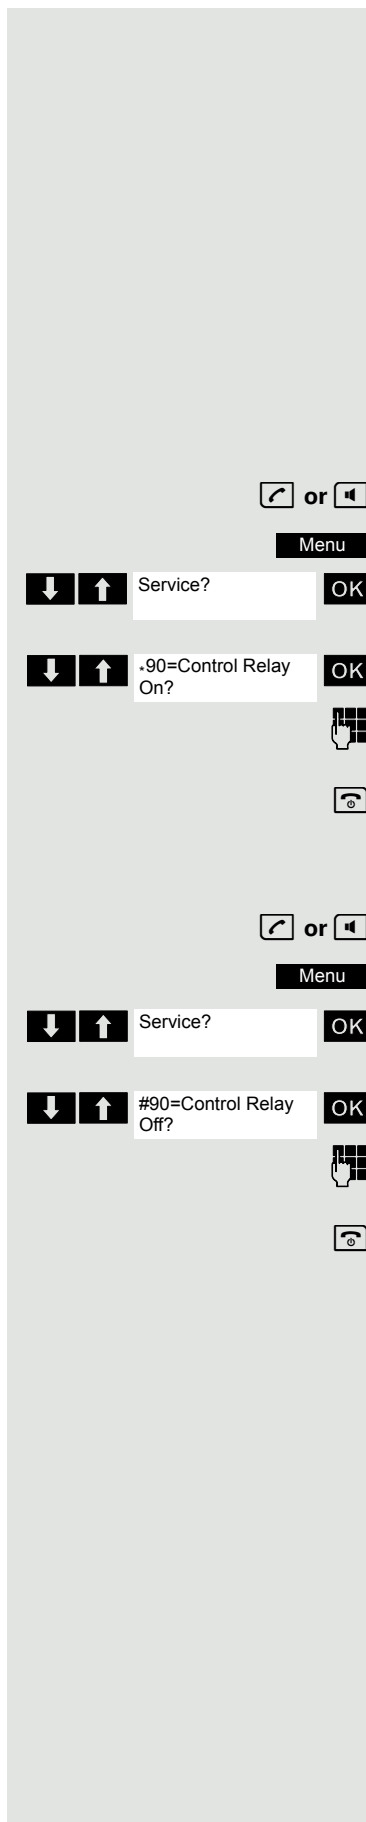 or
Menu
Service? OK
*90=Control Relay OK
On?
or
Menu
Service? OK
#90=Control Relay OK
Off?